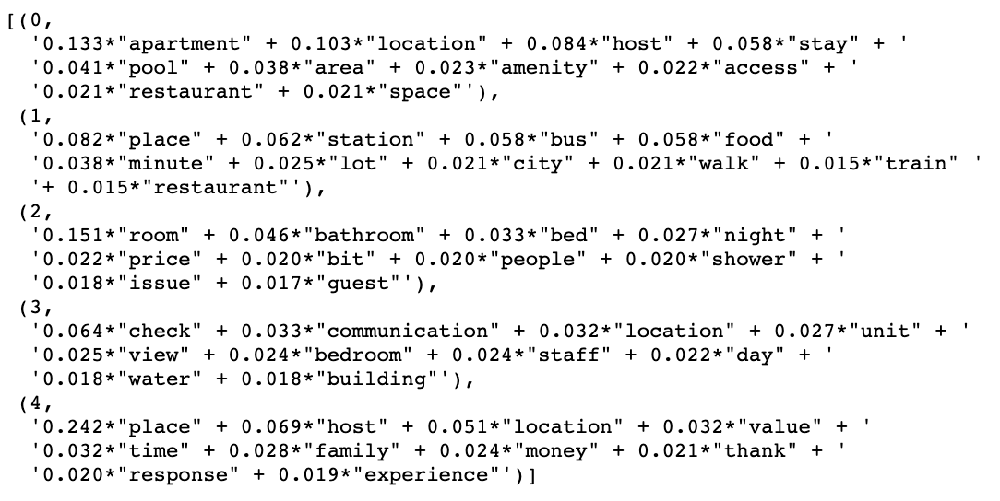 [(0,
  '0.133*"apartment" + 0.103*"location" + 0.084*"host" + 0.058*"stay" + '
  '0.041*"pool" + 0.038*"area" + 0.023*"amenity" + 0.022*"access" + '
  '0.021*"restaurant" + 0.021*"space"'),
 (1,
  '0.082*"place" + 0.062*"station" + 0.058*"bus" + 0.058*"food" + '
  '0.038*"minute" + 0.025*"lot" + 0.021*"city" + 0.021*"walk" + 0.015*"train" '
  '+ 0.015*"restaurant"'),
 (2,
  '0.151*"room" + 0.046*"bathroom" + 0.033*"bed" + 0.027*"night" + '
  '0.022*"price" + 0.020*"bit" + 0.020*"people" + 0.020*"shower" + '
  '0.018*"issue" + 0.017*"guest"'),
 (3,
  '0.064*"check" + 0.033*"communication" + 0.032*"location" + 0.027*"unit" + '
  '0.025*"view" + 0.024*"bedroom" + 0.024*"staff" + 0.022*"day" + '
  '0.018*"water" + 0.018*"building"'),
 (4,
  '0.242*"place" + 0.069*"host" + 0.051*"location" + 0.032*"value" + '
  '0.032*"time" + 0.028*"family" + 0.024*"money" + 0.021*"thank" + '
  '0.020*"response" + 0.019*"experience"')]